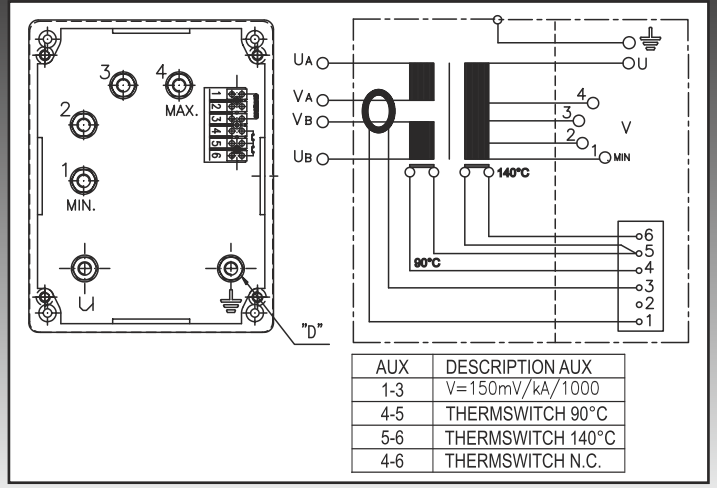 3
4
MAX.
2
1
MIN.
1
2
3
4
5
6
U
"D"
UA
VA
VB
UB
U
4
3
2
1 MIN
V
140°C
90°C
6
5
4
3
2
1
AUX DESCRIPTION AUX
1-3 V=150mV/kA/1000
4-5 THERMSWITCH 90°C
5-6 THERMSWITCH 140°C
4-6 THERMSWITCH N.C.